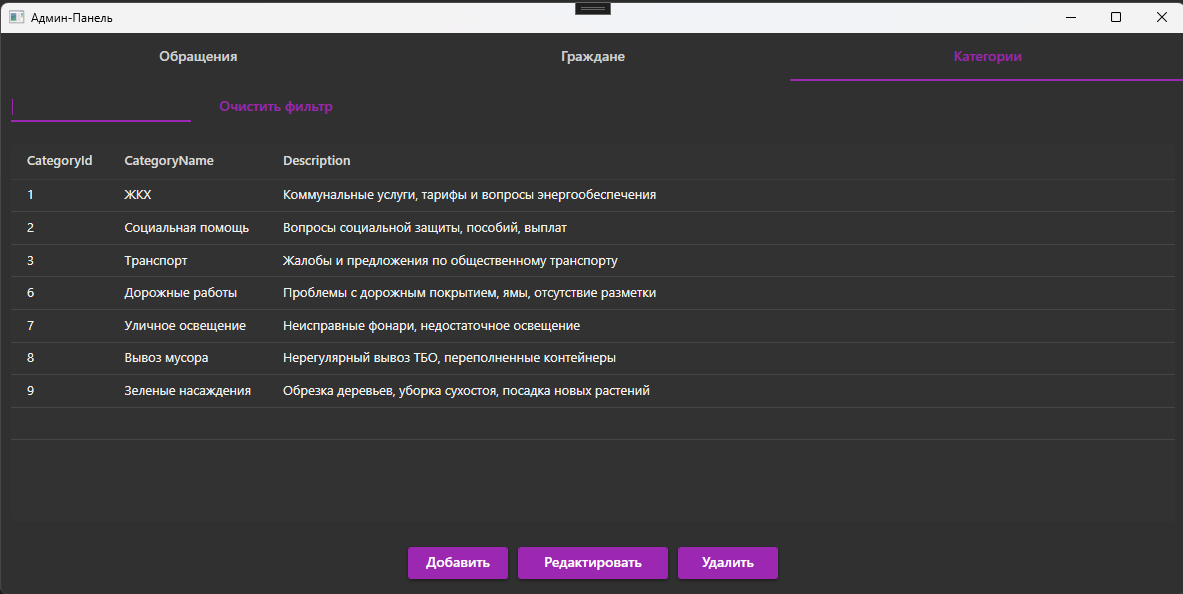 Админ-Панель
Обращения Граждане Категории
Очистить фильтр
CategoryId CategoryName Description
1 ЖКХ Коммунальные услуги, тарифы и вопросы энергообеспечения
2 Социальная помощь Вопросы социальной защиты, пособий, выплат
3 Транспорт Жалобы и предложения по общественному транспорту
6 Дорожные работы Проблемы с дорожным покрытием, ямы, отсутствие разметки
7 Уличное освещение Неисправные фонари, недостаточное освещение
8 Вывоз мусора Нерегулярный вывоз ТБО, переполненные контейнеры
9 Зеленые насаждения Обрезка деревьев, уборка сухостоя, посадка новых растений
Добавить Редактировать Удалить